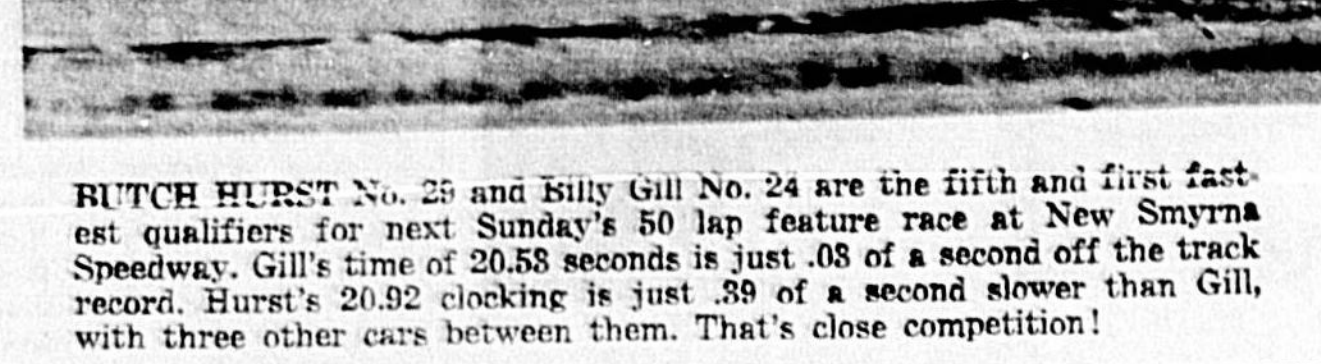 BUTCH HURST No. 29 and Billy Gill No. 24 are the fifth and first fast-
est qualifiers for next Sunday's 50 lap feature race at New Smyrna
Speedway. Gill's time of 20.53 seconds is just .03 of a second off the track
record. Hurst's 20.92 clocking is just .39 of a second slower than Gill,
with three other cars between them. That's close competition!